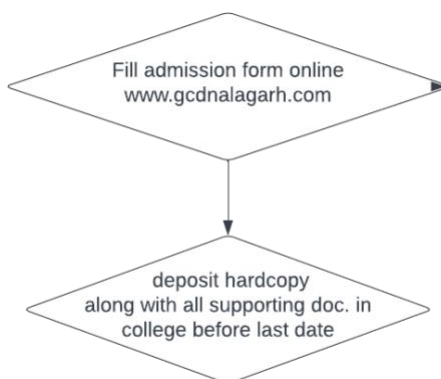 Fill admission form online
www.gcdnalagarh.com
deposit hardcopy
along with all supporting doc. in
college before last date